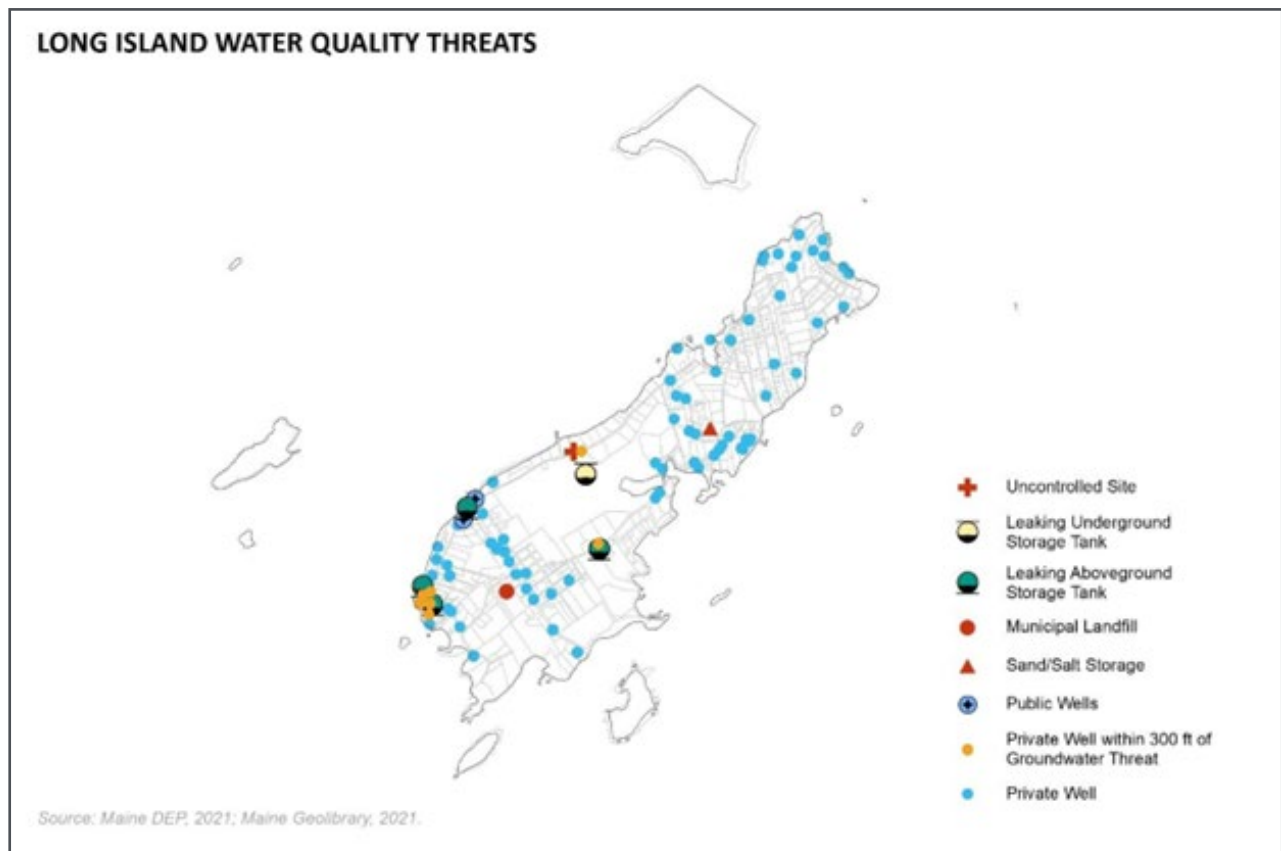 LONG ISLAND WATER QUALITY THREATS
Uncontrolled Site
Leaking Underground
Storage Tank
Leaking Aboveground
Storage Tank
Municipal Landfill
Sand/Salt Storage
Public Wells
Private Well within 300 ft of
Groundwater Threat
Private Well
Source: Maine DEP, 2021; Maine Geolibrary, 2021.